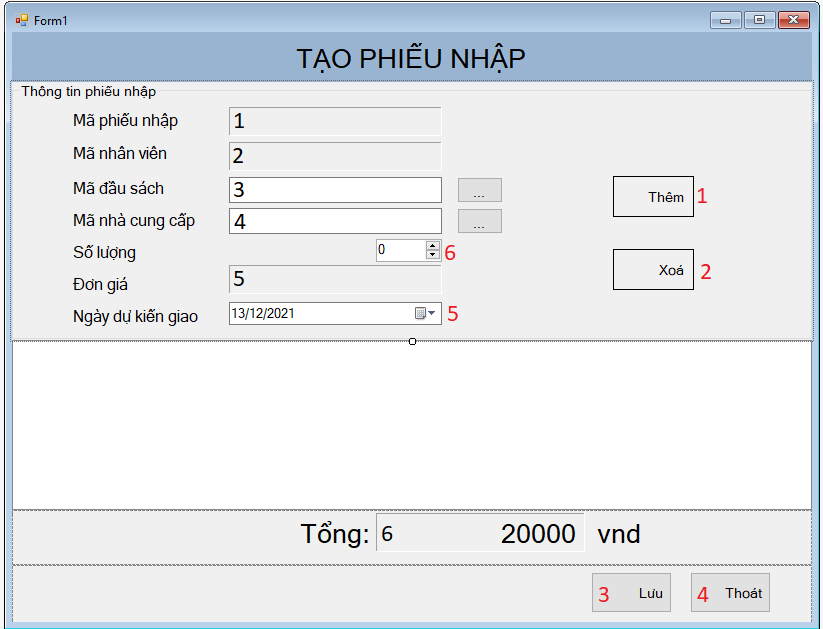 Form1
TẠO PHIẾU NHẬP
Thông tin phiếu nhập
Mã phiếu nhập 1
Mã nhân viên 2
Mã đầu sách 3 ...
Thêm 1
Mã nhà cung cấp 4 ...
Số lượng 0 6
Xoá 2
Đơn giá 5
Ngày dự kiến giao 13/12/2021 5
Tổng: 6 20000 vnd
3 Lưu 4 Thoát